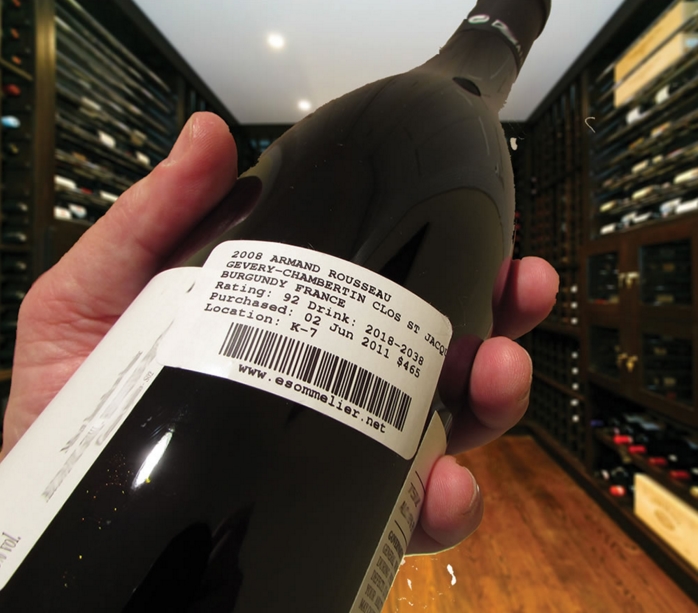 2008 ARMAND ROUSSEAU
GEVERY-CHAMBERTIN CLOS ST JACQU
BURGUNDY FRANCE
Rating: 92 Drink: 2018-2038
Purchased: 02 Jun 2011 $465
Location: K-7
www.esommelier.net